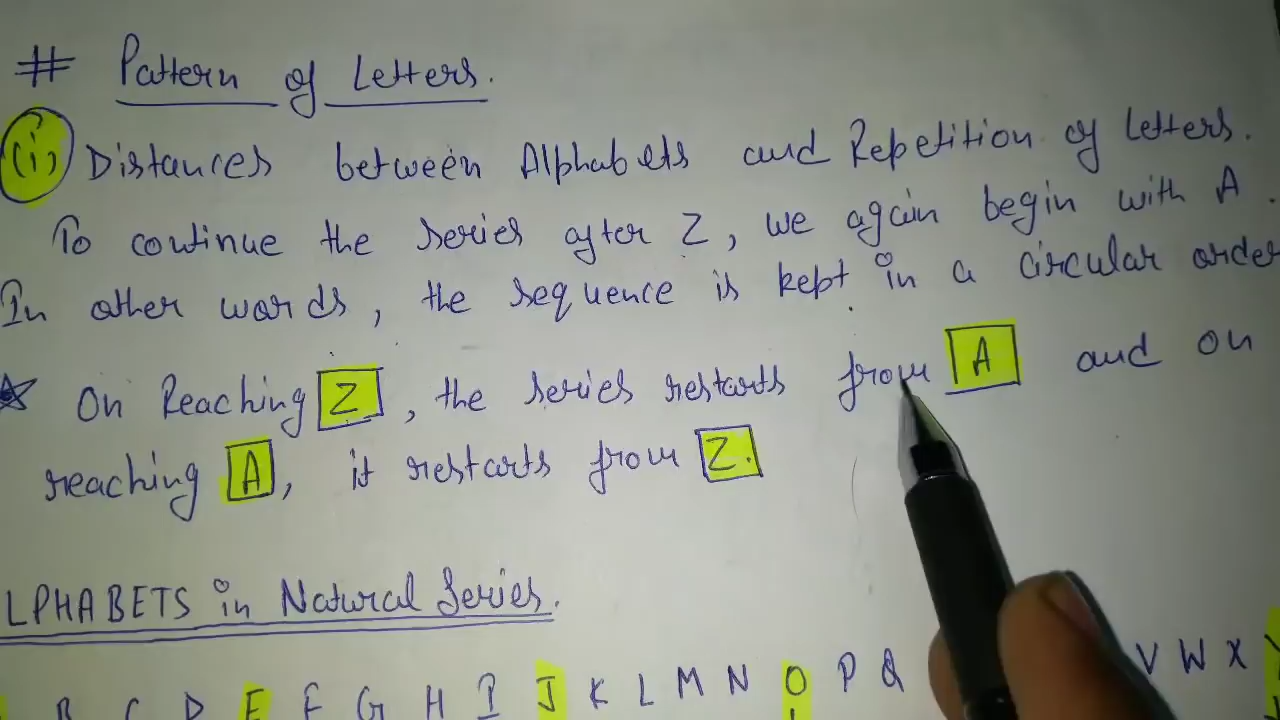 # Pattern of Letters.
(i) Distances between Alphabets and Repetition of Letters.
To continue the series after Z, we again begin with A.
In other words, the sequence is kept in a circular order
☆ On Reaching Z, the series restarts from A and on
reaching A, it restarts from Z.
LPHABETS in Natural Series.
B C D E F G H I J K L M N O P Q V W X